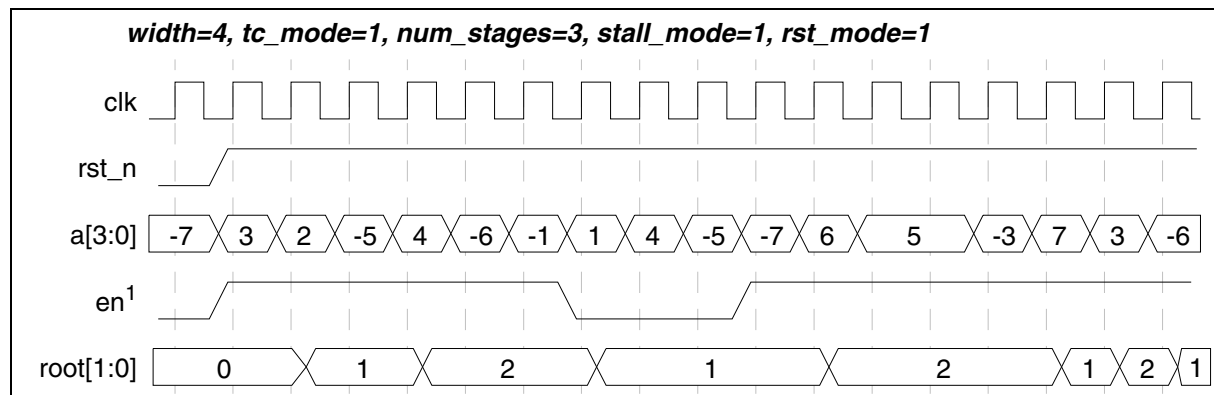 width=4, tc_mode=1, num_stages=3, stall_mode=1, rst_mode=1
clk
rst_n
a[3:0] -7 3 2 -5 4 -6 -1 1 4 -5 -7 6 5 -3 7 3 -6
en1
root[1:0] 0 1 2 1 2 1 2 1